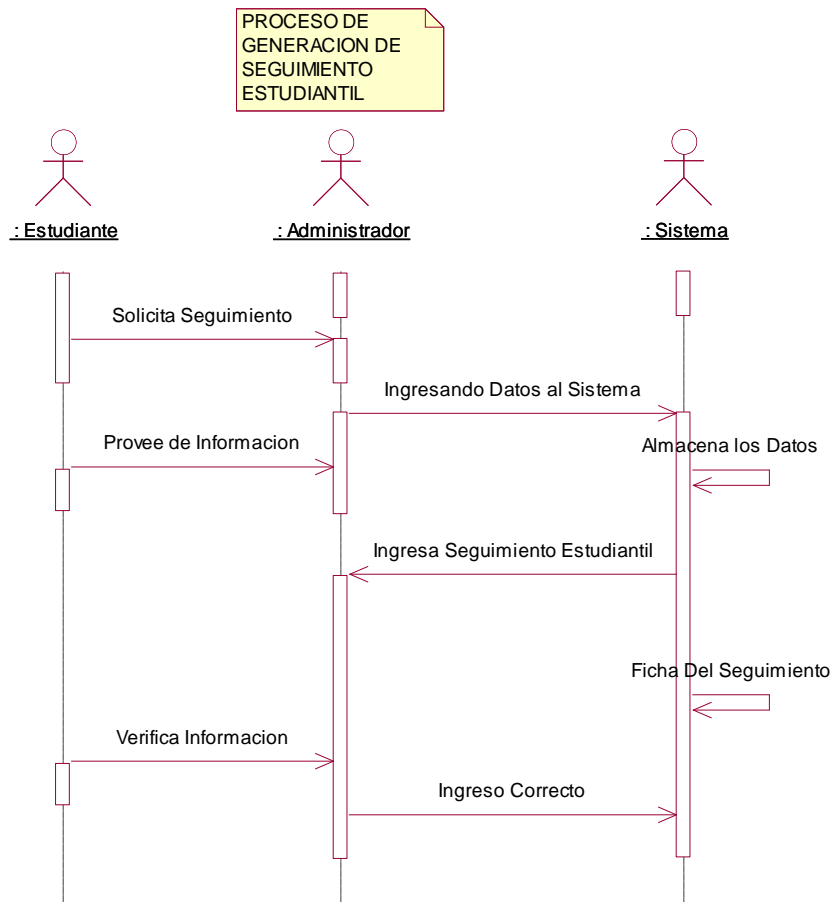 PROCESO DE
GENERACION DE
SEGUIMIENTO
ESTUDIANTIL
: Estudiante
: Administrador
: Sistema
Solicita Seguimiento
Ingresando Datos al Sistema
Provee de Informacion
Almacena los Datos
Ingresa Seguimiento Estudiantil
Ficha Del Seguimiento
Verifica Informacion
Ingreso Correcto